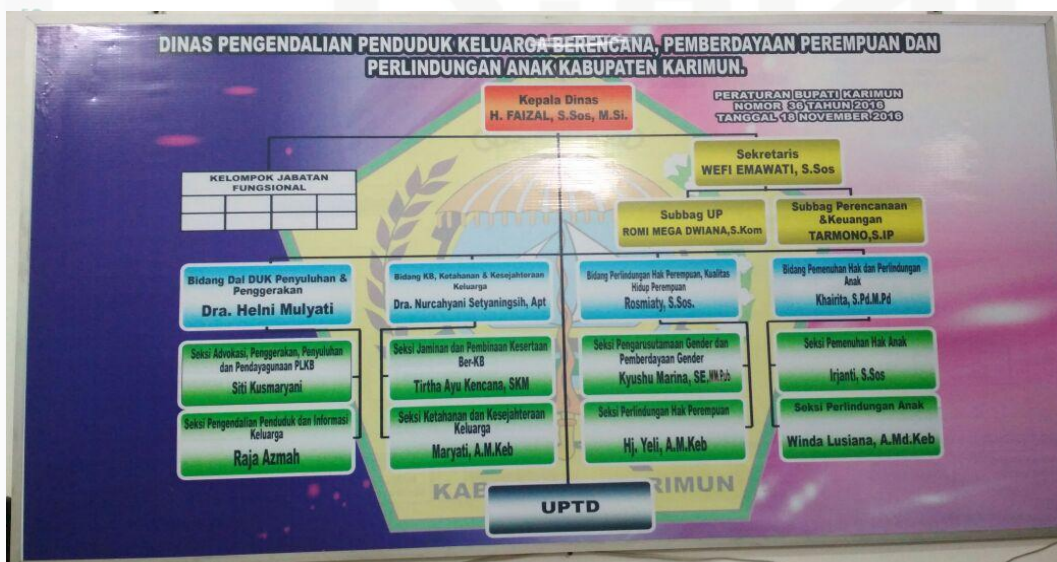 DINAS PENGENDALIAN PENDUDUK KELUARGA BERENCANA, PEMBERDAYAAN PEREMPUAN DAN
PERLINDUNGAN ANAK KABUPATEN KARIMUN.
PERATURAN BUPATI KARIMUN
NOMOR 36 TAHUN 2016
TANGGAL 18 NOVEMBER 2016
Kepala Dinas
H. FAIZAL, S.Sos, M.Si.
Sekretaris
WEFI EMAWATI, S.Sos
KELOMPOK JABATAN
FUNGSIONAL
Subbag UP
ROMI MEGA DWIANA,S.Kom
Subbag Perencanaan
&Keuangan
TARMONO,S.IP
Bidang Dal DUK Penyuluhan &
Penggerakan
Dra. Helni Mulyati
Bidang KB, Ketahanan & Kesejahteraan
Keluarga
Dra. Nurcahyani Setyaningsih, Apt
Bidang Perlindungan Hak Perempuan, Kualitas
Hidup Perempuan
Rosmiaty, S.Sos.
Bidang Pemenuhan Hak dan Perlindungan
Anak
Khairita, S.Pd.M.Pd
Seksi Advokasi, Penggerakan, Penyuluhan
dan Pendayagunaan PLKB
Siti Kusmaryani
Seksi Jaminan dan Pembinaan Kesertaan
Ber-KB
Tirtha Ayu Kencana, SKM
Seksi Pengarusutamaan Gender dan
Pemberdayaan Gender
Kyushu Marina, SE.
Seksi Pemenuhan Hak Anak
Irjanti, S.Sos
Seksi Pengendalian Penduduk dan Informasi
Keluarga
Raja Azmah
Seksi Ketahanan dan Kesejahteraan
Keluarga
Maryati, A.M.Keb
Seksi Perlindungan Hak Perempuan
Hj. Yeli, A.M.Keb
Seksi Perlindungan Anak
Winda Lusiana, A.Md.Keb
KAB RIMUN
UPTD